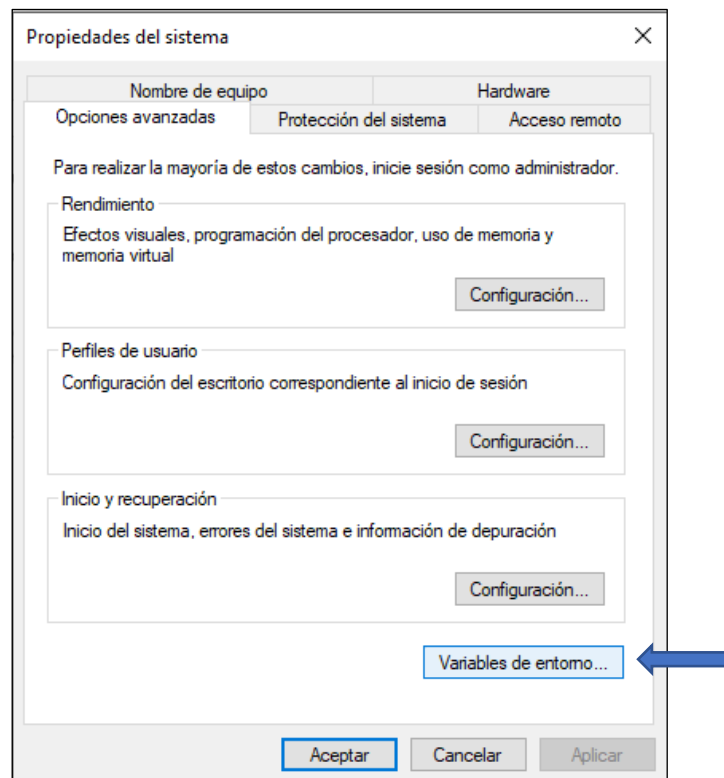 Propiedades del sistema
Nombre de equipo
Hardware
Opciones avanzadas
Protección del sistema
Acceso remoto
Para realizar la mayoría de estos cambios, inicie sesión como administrador.
Rendimiento
Efectos visuales, programación del procesador, uso de memoria y
memoria virtual
Configuración...
Perfiles de usuario
Configuración del escritorio correspondiente al inicio de sesión
Configuración...
Inicio y recuperación
Inicio del sistema, errores del sistema e información de depuración
Configuración...
Variables de entorno...
Aceptar
Cancelar
Aplicar